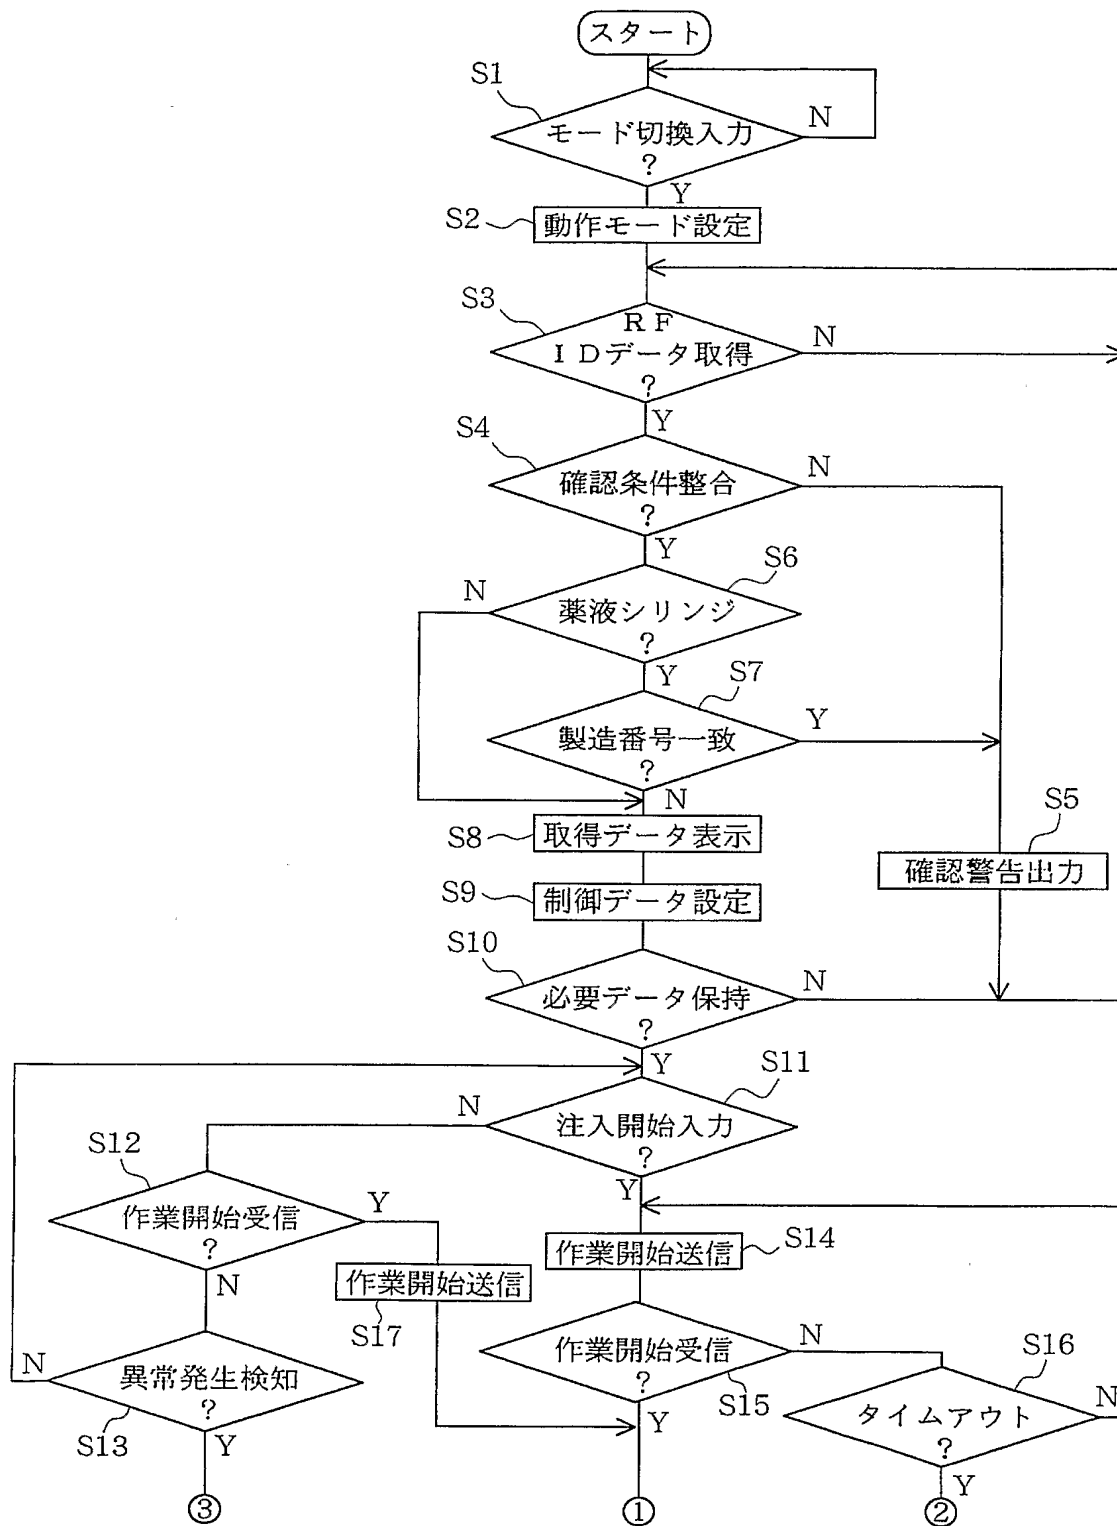 スタート
S1
モード切換入力
?
N
Y
S2
動作モード設定
S3
RF
IDデータ取得
?
N
Y
S4
確認条件整合
?
N
Y
S6
N
薬液シリンジ
?
Y
S7
製造番号一致
?
Y
N
S8
取得データ表示
S5
確認警告出力
S9
制御データ設定
S10
必要データ保持
?
N
Y
S11
N
注入開始入力
?
Y
S12
作業開始受信
?
Y
N
S14
作業開始送信
作業開始送信
S17
作業開始受信
?
N
S15
Y
S16
タイムアウト
?
N
Y
N
異常発生検知
?
S13
Y
③
①
②